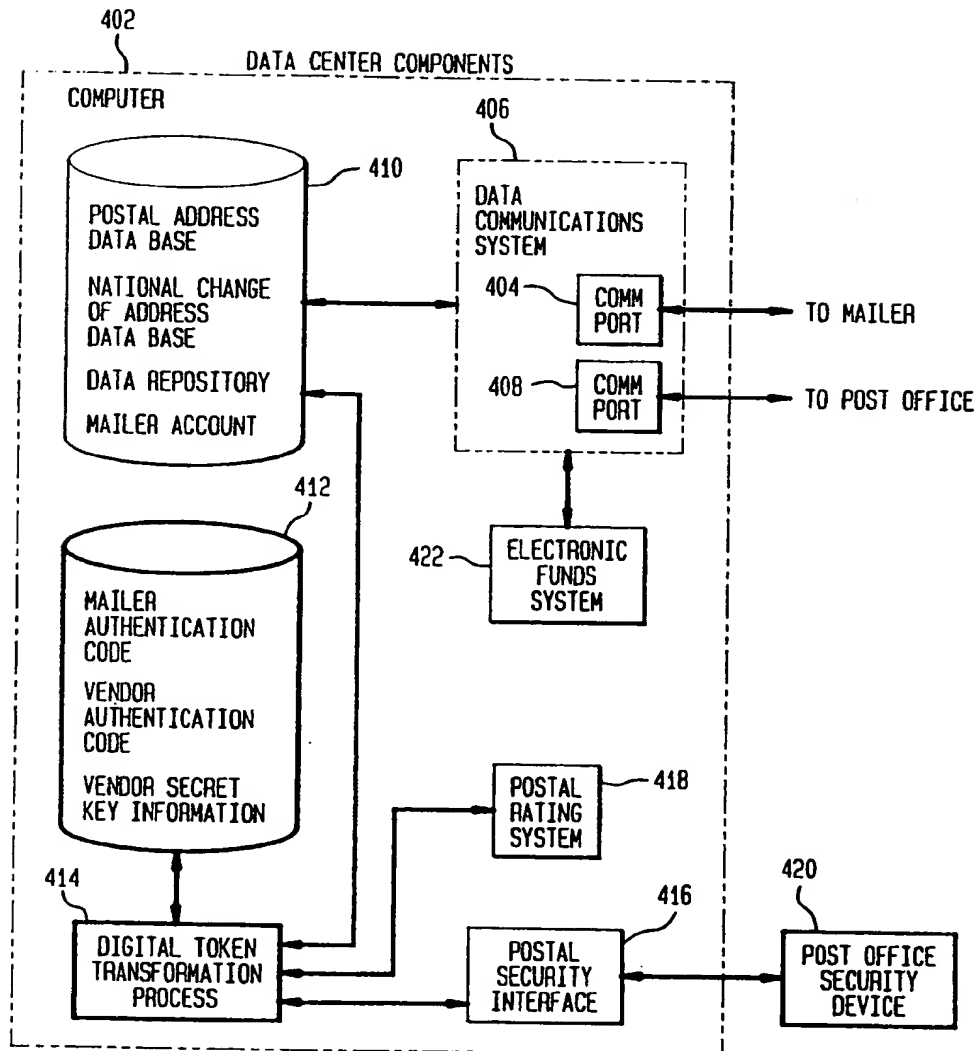 402
DATA CENTER COMPONENTS
COMPUTER
406
410
POSTAL ADDRESS
DATA BASE
NATIONAL CHANGE
OF ADDRESS
DATA BASE
DATA REPOSITORY
MAILER ACCOUNT
DATA
COMMUNICATIONS
SYSTEM
404
COMM
PORT
TO MAILER
408
COMM
PORT
TO POST OFFICE
412
422
ELECTRONIC
FUNDS
SYSTEM
MAILER
AUTHENTICATION
CODE
VENDOR
AUTHENTICATION
CODE
VENDOR SECRET
KEY INFORMATION
POSTAL
RATING
SYSTEM
418
414
DIGITAL TOKEN
TRANSFORMATION
PROCESS
416
POSTAL
SECURITY
INTERFACE
420
POST OFFICE
SECURITY
DEVICE